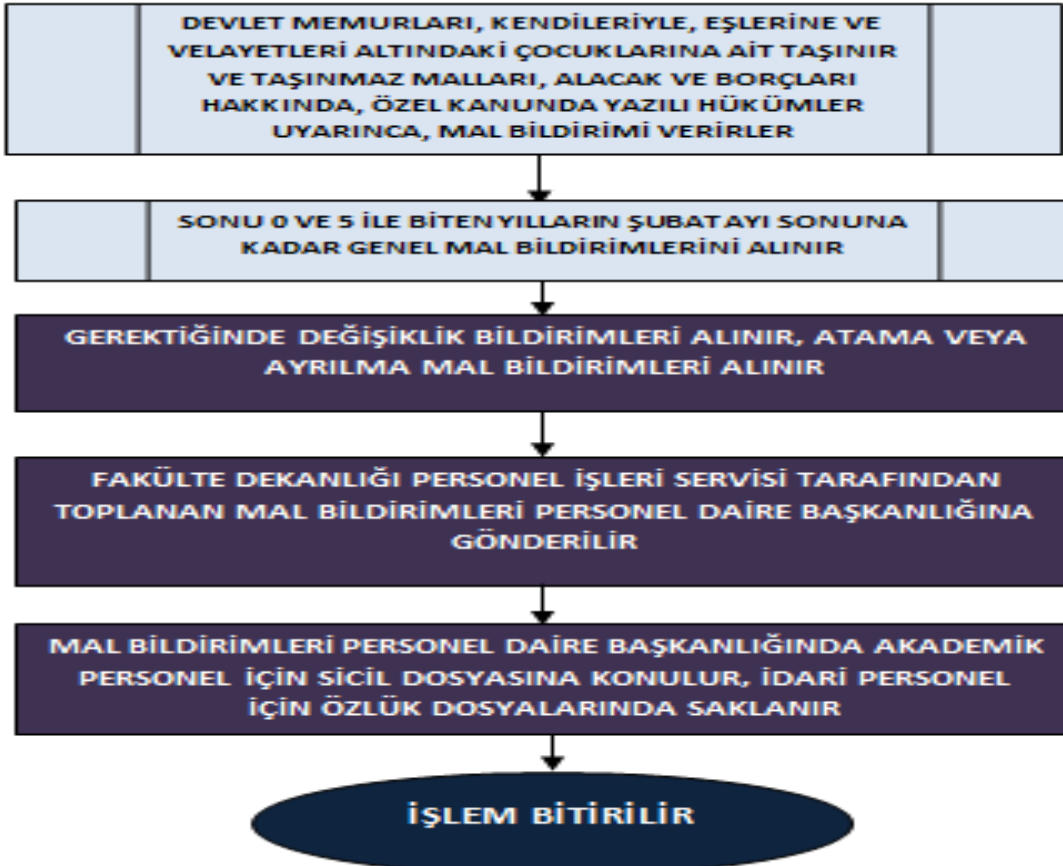 DEVLET MEMURLARI, KENDİLERİYLE, EŞLERİNE VE
VELAYETLERİ ALTINDAKİ ÇOCUKLARINA AİT TAŞINIR
VE TAŞINMAZ MALLARI, ALACAK VE BORÇLARI
HAKKINDA, ÖZEL KANUNDA YAZILI HÜKÜMLER
UYARINCA, MAL BİLDİRİMİ VERİRLER
SONU 0 VE 5 İLE BİTEN YILLARIN ŞUBAT AYI SONUNA
KADAR GENEL MAL BİLDİRİMLERİNİ ALINIR
GEREKTİĞİNDE DEĞİŞİKLİK BİLDİRİMLERİ ALINIR, ATAMA VEYA
AYRILMA MAL BİLDİRİMLERİ ALINIR
FAKÜLTE DEKANLIĞI PERSONEL İŞLERİ SERVİSİ TARAFINDAN
TOPLANAN MAL BİLDİRİMLERİ PERSONEL DAİRE BAŞKANLIĞINA
GÖNDERİLİR
MAL BİLDİRİMLERİ PERSONEL DAİRE BAŞKANLIĞINDA AKADEMİK
PERSONEL İÇİN SİCİL DOSYASINA KONULUR, İDARİ PERSONEL
İÇİN ÖZLÜK DOSYALARINDA SAKLANIR
İŞLEM BİTİRİLİR